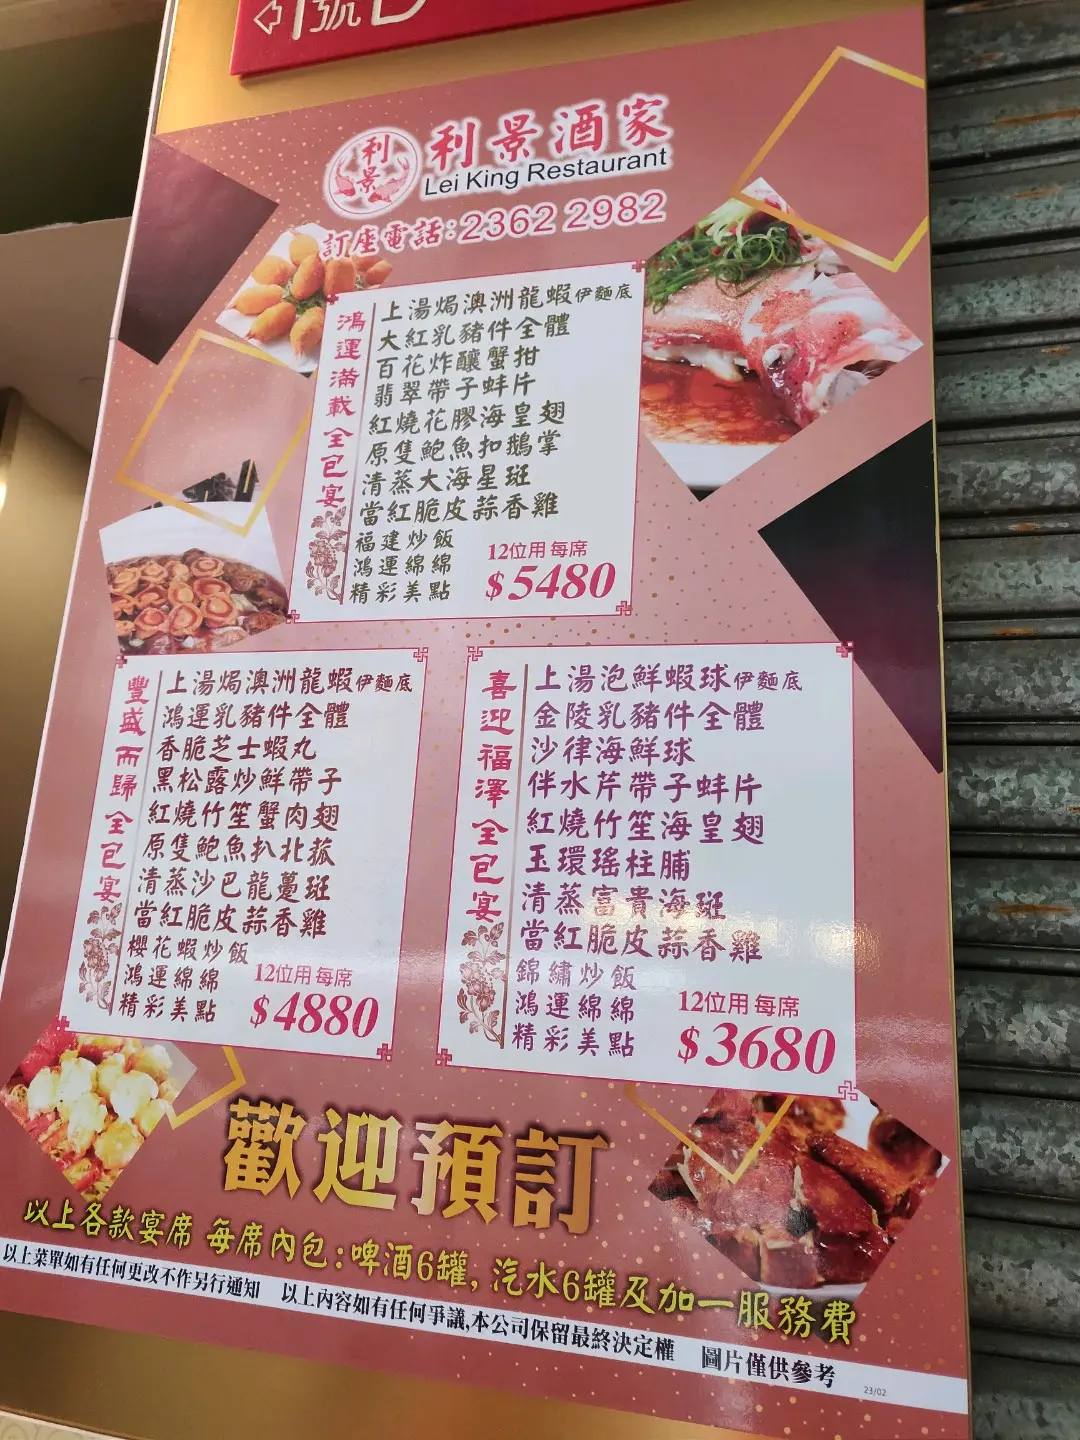 號
利景
利景酒家
Lei King Restaurant
訂座電話：2362 2982
鴻運滿載全包宴
上湯焗澳洲龍蝦伊麵底
大紅乳豬件全體
百花炸釀蟹拑
翡翠帶子蚌片
紅燒花膠海皇翅
原隻鮑魚扣鵝掌
清蒸大海星斑
當紅脆皮蒜香雞
福建炒飯
鴻運綿綿
精彩美點
12位用 每席
$5480
豐盛而歸全包宴
上湯焗澳洲龍蝦伊麵底
鴻運乳豬件全體
香脆芝士蝦丸
黑松露炒鮮帶子
紅燒竹笙蟹肉翅
原隻鮑魚扒北菰
清蒸沙巴龍躉斑
當紅脆皮蒜香雞
櫻花蝦炒飯
鴻運綿綿
精彩美點
12位用 每席
$4880
喜迎福澤全包宴
上湯泡鮮蝦球伊麵底
金陵乳豬件全體
沙律海鮮球
伴水芹帶子蚌片
紅燒竹笙海皇翅
玉環瑤柱脯
清蒸富貴海斑
當紅脆皮蒜香雞
錦繡炒飯
鴻運綿綿
精彩美點
12位用 每席
$3680
歡迎預訂
以上各款宴席 每席內包：啤酒6罐, 汽水6罐及加一服務費
以上菜單如有任何更改不作另行通知 以上內容如有任何爭議,本公司保留最終決定權 圖片僅供參考
23/02